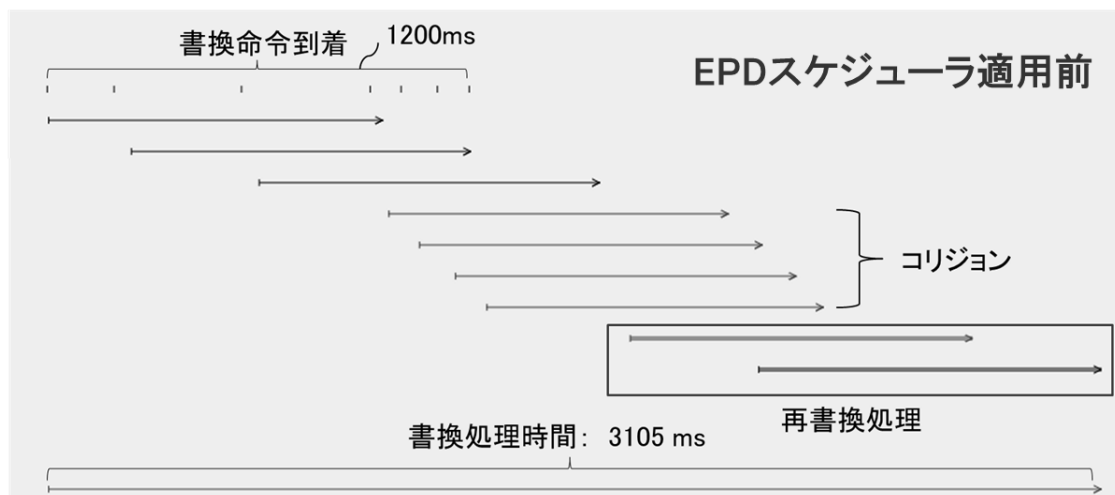 書換命令到着
1200ms
EPDスケジューラ適用前
コリジョン
再書換処理
書換処理時間: 3105 ms